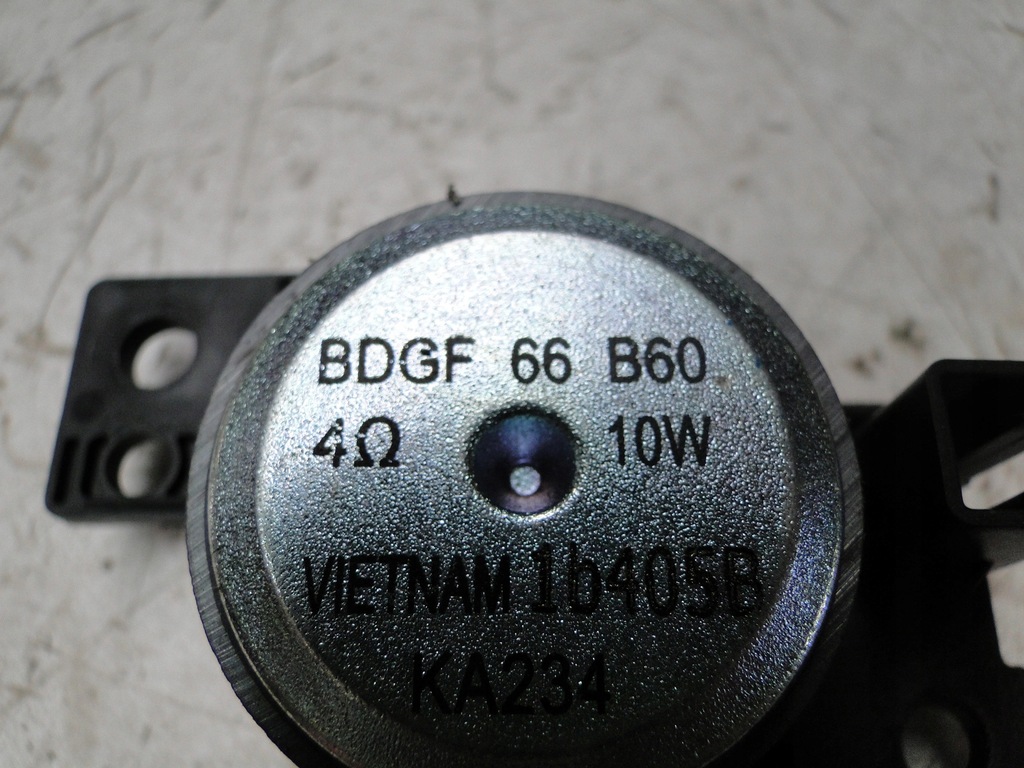 BDGF 66 B60
4Ω 10W
VIETNAM 1b405B
KA234